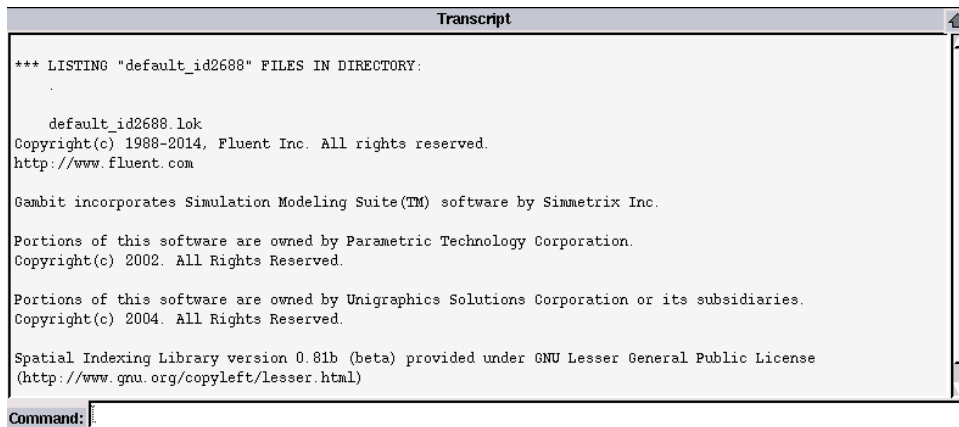 Transcript
*** LISTING "default_id2688" FILES IN DIRECTORY:
.
default_id2688.lok
Copyright(c) 1988-2014, Fluent Inc. All rights reserved.
http://www.fluent.com
Gambit incorporates Simulation Modeling Suite(TM) software by Simmetrix Inc.
Portions of this software are owned by Parametric Technology Corporation.
Copyright(c) 2002. All Rights Reserved.
Portions of this software are owned by Unigraphics Solutions Corporation or its subsidiaries.
Copyright(c) 2004. All Rights Reserved.
Spatial Indexing Library version 0.81b (beta) provided under GNU Lesser General Public License
(http://www.gnu.org/copyleft/lesser.html)
Command: